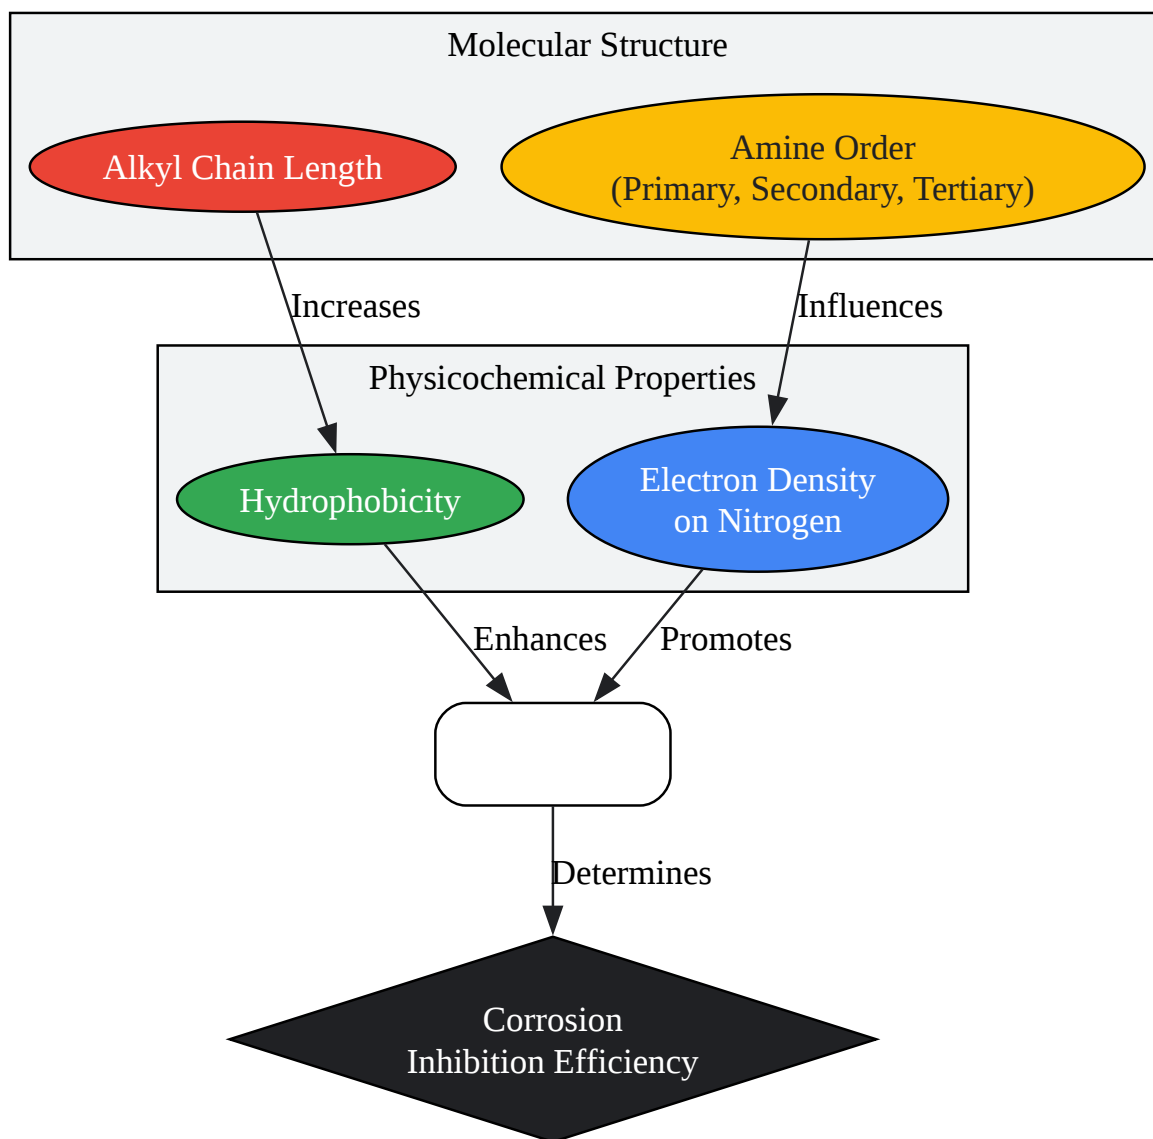 Molecular Structure
Alkyl Chain Length
Amine Order
(Primary, Secondary, Tertiary)
Increases
Influences
Physicochemical Properties
Hydrophobicity
Electron Density
on Nitrogen
Enhances
Promotes
Determines
Corrosion
Inhibition Efficiency